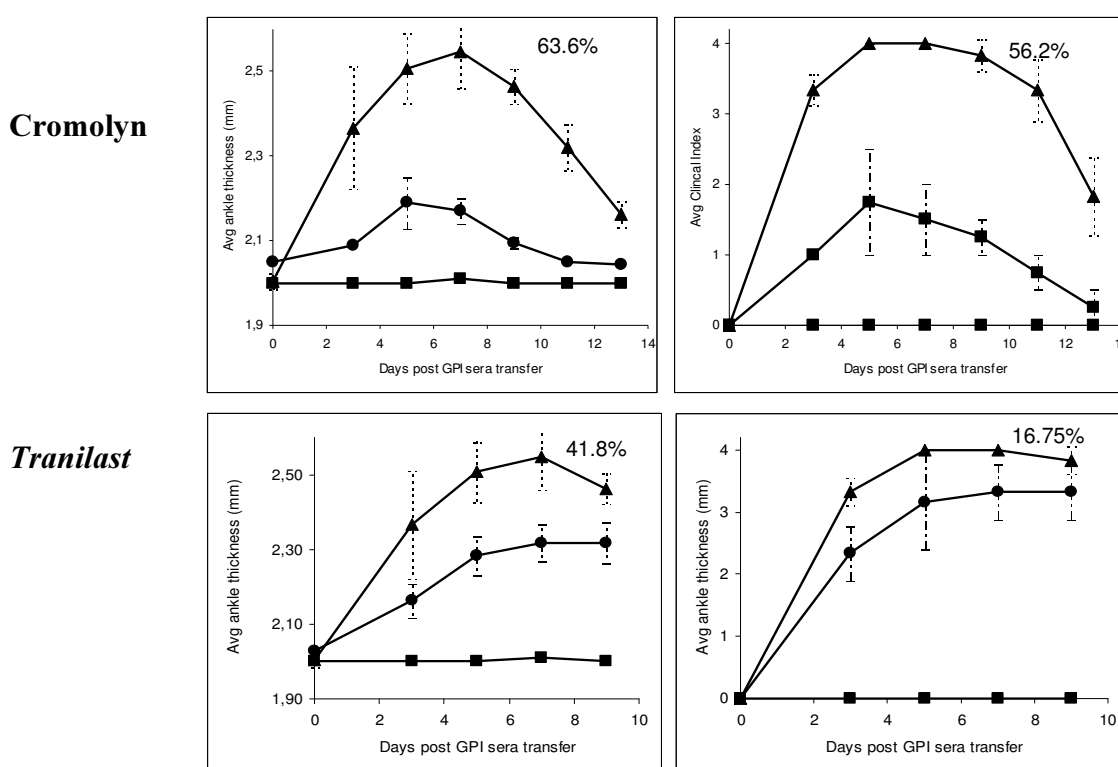 Cromolyn
63.6%
Avg ankle thickness (mm)
2,5
2,3
2,1
1,9
0 2 4 6 8 10 12 14
Days post GPI sera transfer
56.2%
Avg Clincal Index
4
3
2
1
0
0 2 4 6 8 10 12 1
Days post GPI sera transfer
Tranilast
41.8%
Avg ankle thickness (mm)
2,50
2,30
2,10
1,90
0 2 4 6 8 10
Days post GPI sera transfer
16.75%
Avg ankle thickness (mm)
4
3
2
1
0
0 2 4 6 8 10
Days post GPI sera transfer